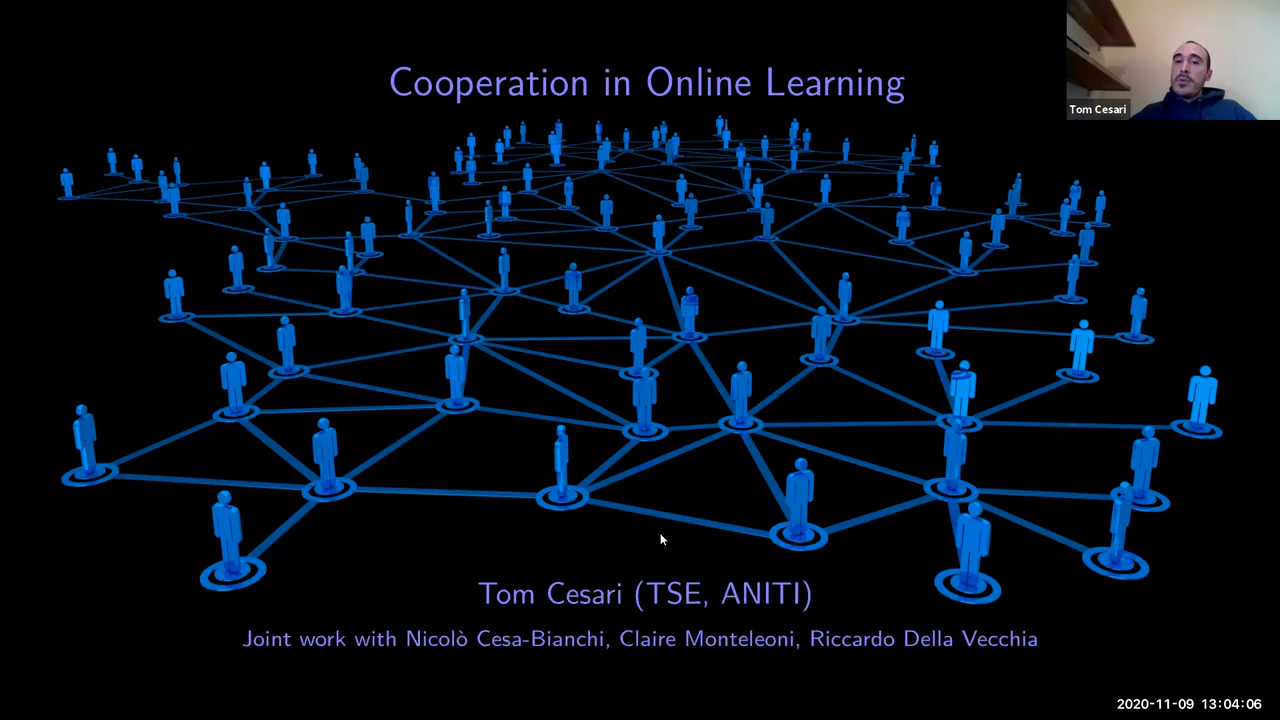 Cooperation in Online Learning
Tom Cesari
Tom Cesari (TSE, ANITI)
Joint work with Nicolò Cesa-Bianchi, Claire Monteleoni, Riccardo Della Vecchia
2020-11-09 13:04:06